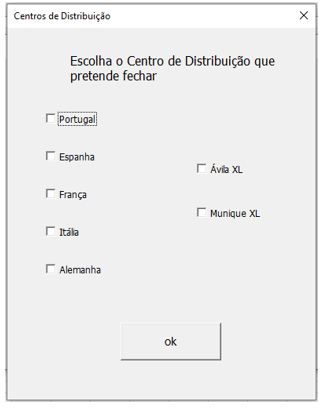 Centros de Distribuição
Escolha o Centro de Distribuição que
pretende fechar
Portugal
Espanha
França
Itália
Alemanha
Ávila XL
Munique XL
ok